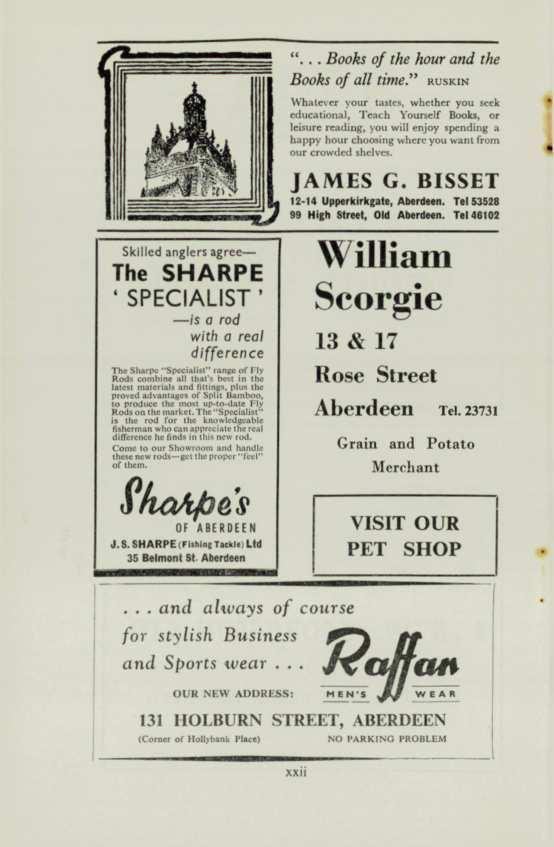 “. . . Books of the hour and the
Books of all time.” RUSKIN
Whatever your tastes, whether you seek
educational, Teach Yourself Books, or
leisure reading, you will enjoy spending a
happy hour choosing where you want from
our crowded shelves.
JAMES G. BISSET
12-14 Upperkirkgate, Aberdeen. Tel 53528
99 High Street, Old Aberdeen. Tel 46102
Skilled anglers agree—
The SHARPE
‘ SPECIALIST ’
—is a rod
with a real
difference
The Sharpe “Specialist” range of Fly
Rods combine all that’s best in the
latest materials and fittings, plus the
proved advantages of Split Bamboo,
to produce the most up-to-date Fly
Rods on the market. The “Specialist”
is the rod for the knowledgeable
fisherman who can appreciate the real
difference he finds in this new rod.
Come to our Showroom and handle
these new rods—get the proper “feel”
of them.
Sharpe’s
OF ABERDEEN
J. S. SHARPE (Fishing Tackle) Ltd
35 Belmont St. Aberdeen
William
Scorgie
13 & 17
Rose Street
Aberdeen Tel. 23731
Grain and Potato
Merchant
VISIT OUR
PET SHOP
. . . and always of course
for stylish Business
and Sports wear . . .
Raffan
MEN’S WEAR
OUR NEW ADDRESS:
131 HOLBURN STREET, ABERDEEN
(Corner of Hollybank Place) NO PARKING PROBLEM
xxii